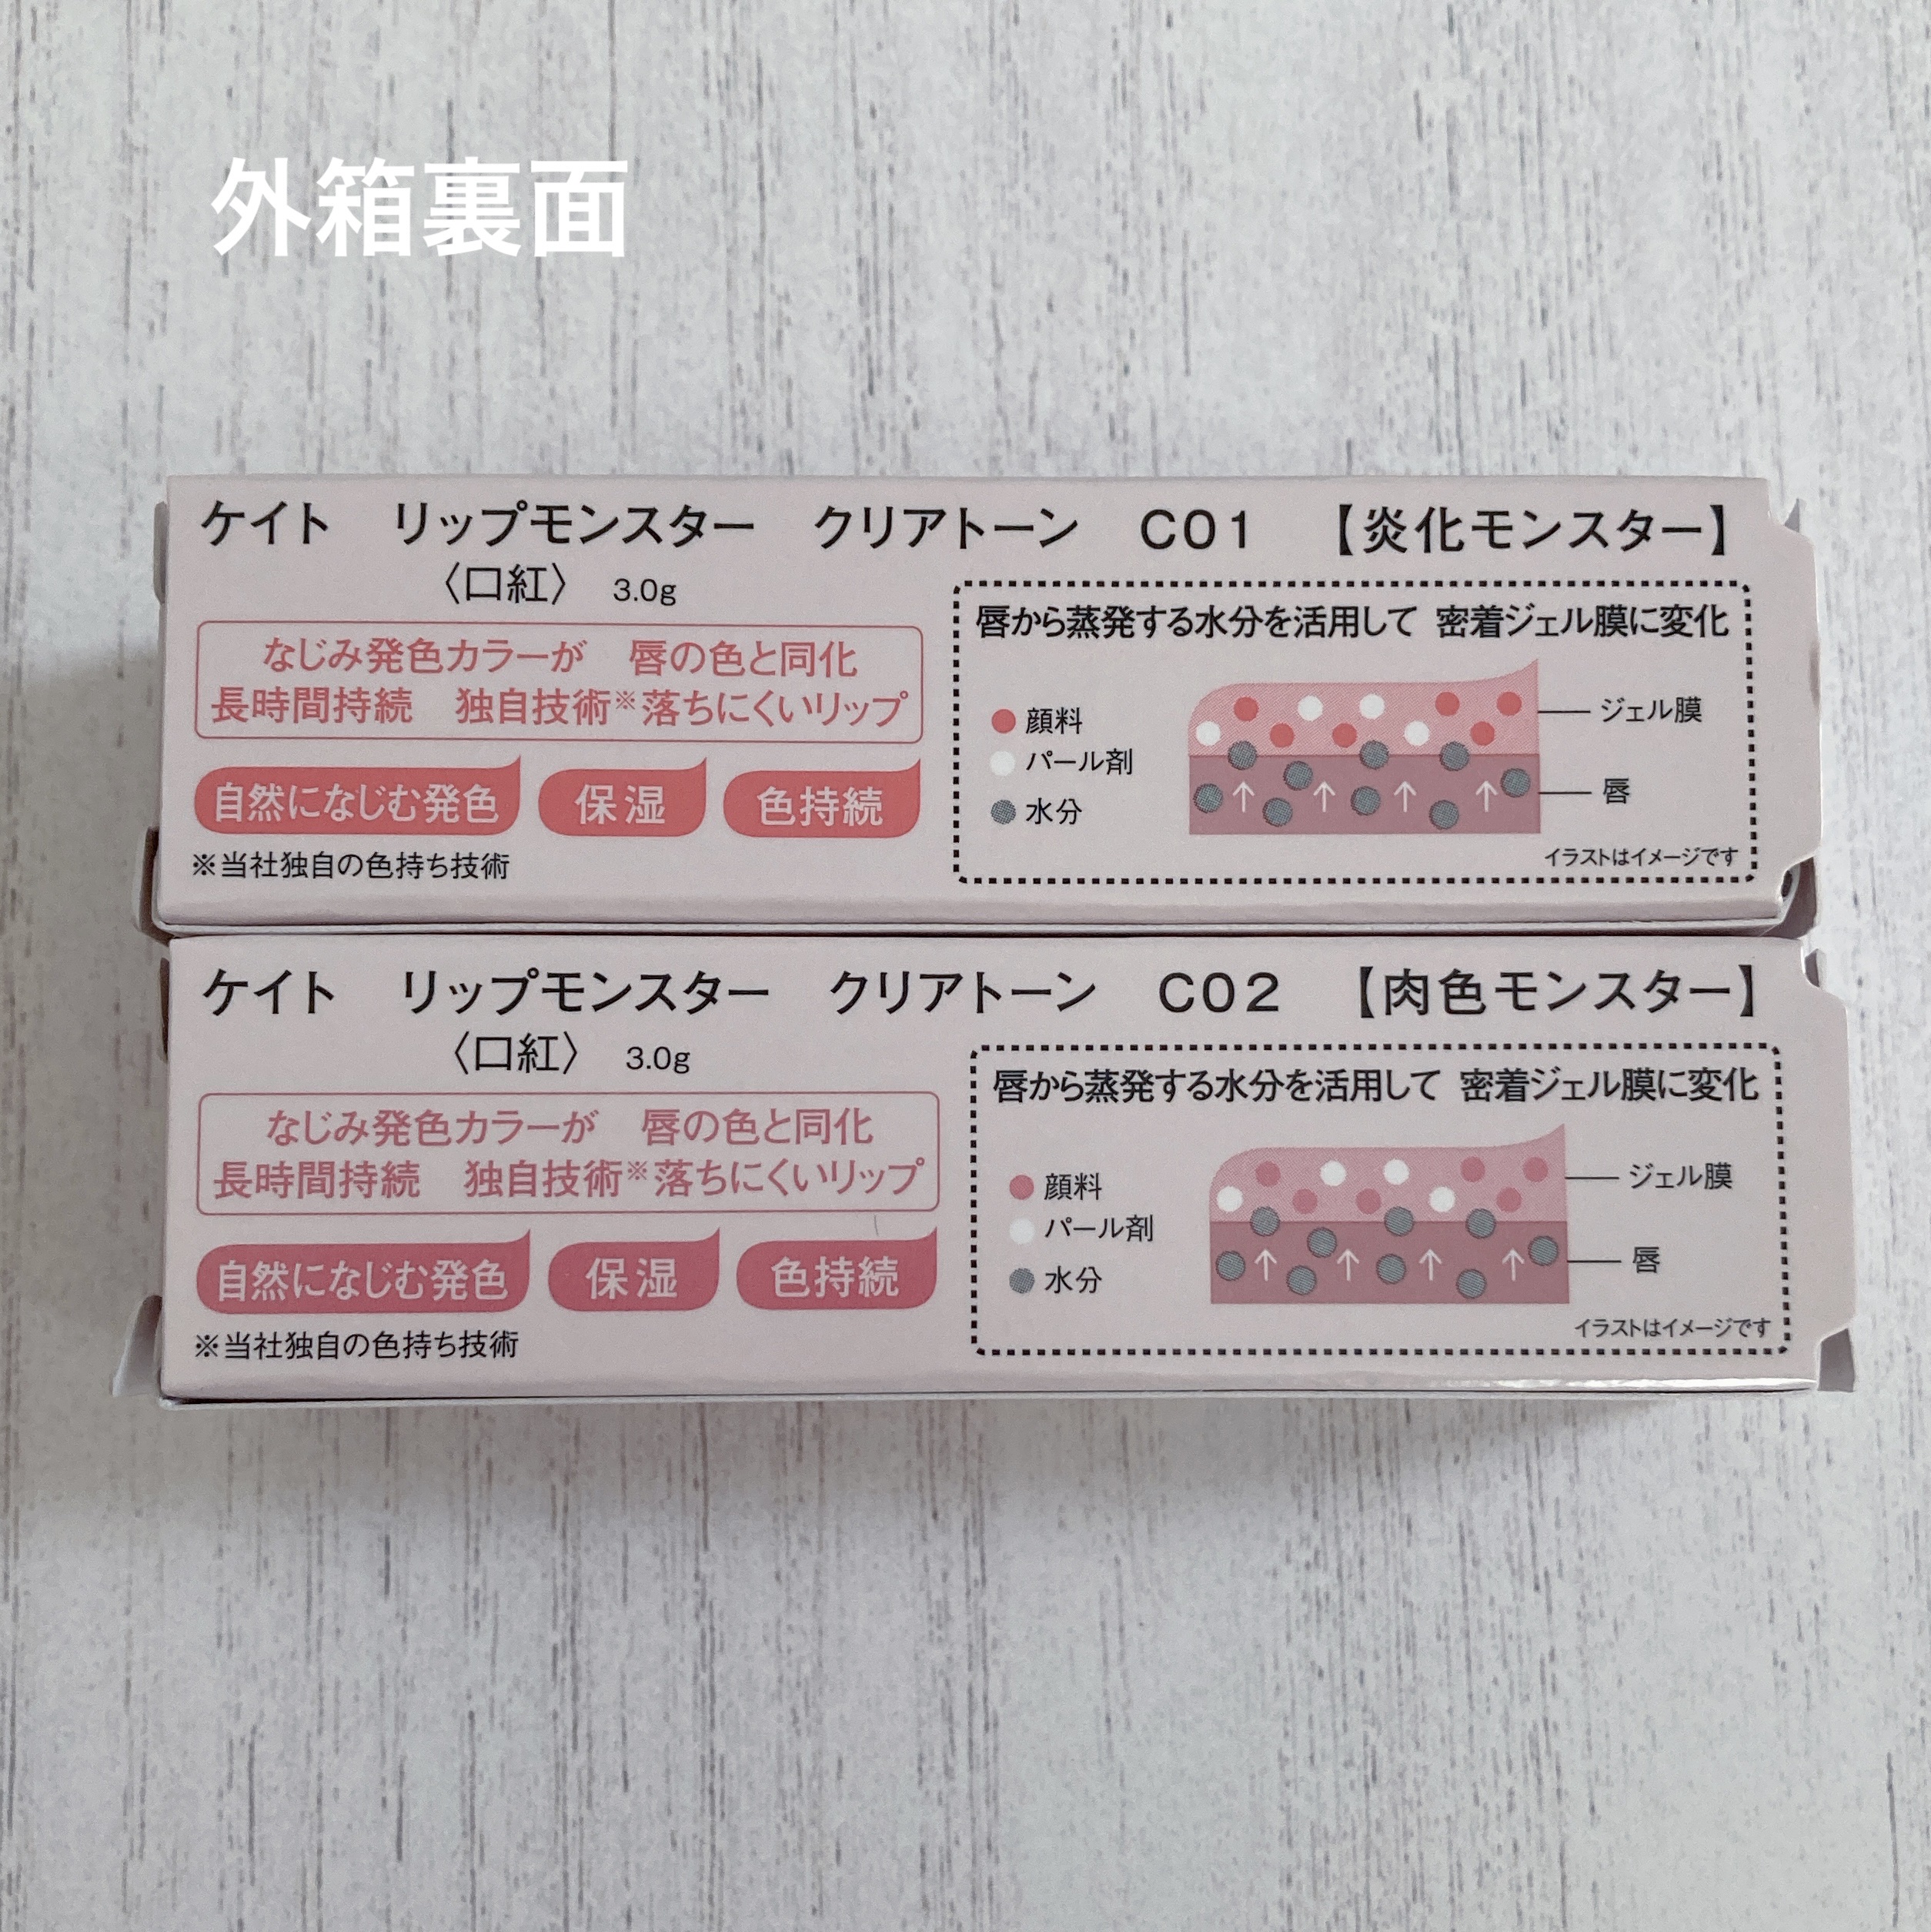 外箱裏面
ケイト リップモンスター クリアトーン C01 【炎化モンスター】
〈口紅〉 3.0g
なじみ発色カラーが 唇の色と同化
長時間持続 独自技術※落ちにくいリップ
自然になじむ発色 保湿 色持続
※当社独自の色持ち技術
唇から蒸発する水分を活用して 密着ジェル膜に変化
顔料
パール剤
水分
ジェル膜
唇
イラストはイメージです
ケイト リップモンスター クリアトーン C02 【肉色モンスター】
〈口紅〉 3.0g
なじみ発色カラーが 唇の色と同化
長時間持続 独自技術※落ちにくいリップ
自然になじむ発色 保湿 色持続
※当社独自の色持ち技術
唇から蒸発する水分を活用して 密着ジェル膜に変化
顔料
パール剤
水分
ジェル膜
唇
イラストはイメージです